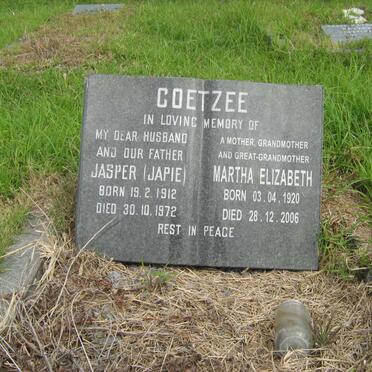 COETZEE
IN LOVING MEMORY OF
MY DEAR HUSBAND
AND OUR FATHER
JASPER (JAPIE)
BORN 19.2.1912
DIED 30.10.1972
A MOTHER, GRANDMOTHER
AND GREAT-GRANDMOTHER
MARTHA ELIZABETH
BORN 03.04.1920
DIED 28.12.2006
REST IN PEACE